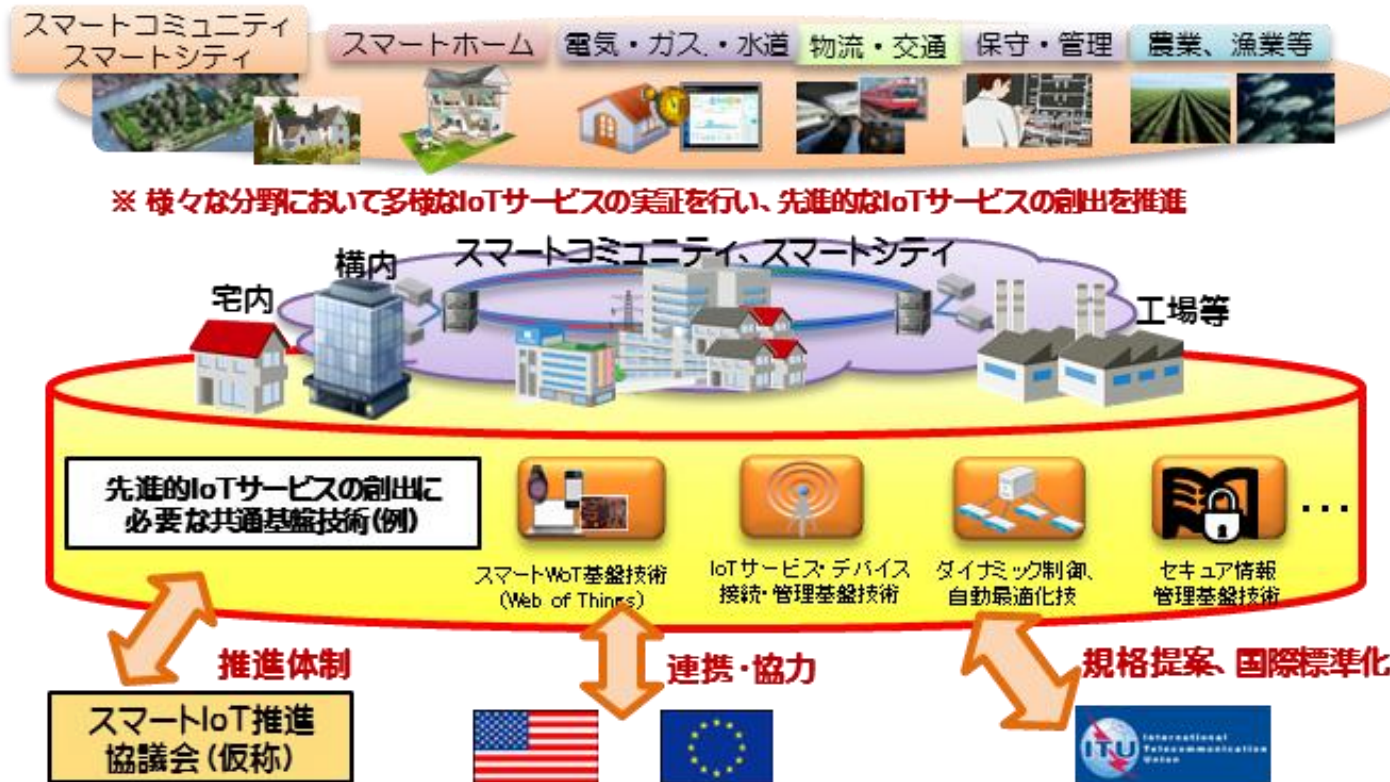 スマートコミュニティ
スマートシティ
スマートホーム
電気・ガス・水道
物流・交通
保守・管理
農業、漁業等
※ 様々な分野において多様なIoTサービスの実証を行い、先進的なIoTサービスの創出を推進
スマートコミュニティ、スマートシティ
構内
宅内
工場等
先進的IoTサービスの創出に
必要な共通基盤技術(例)
スマートWoT基盤技術
(Web of Things)
IoTサービス・デバイス
接続・管理基盤技術
ダイナミック制御、
自動最適化技
セキュア情報
管理基盤技術
・・・
推進体制
連携・協力
規格提案、国際標準化
スマートIoT推進
協議会(仮称)
ITU
International
Telecommunication
Union